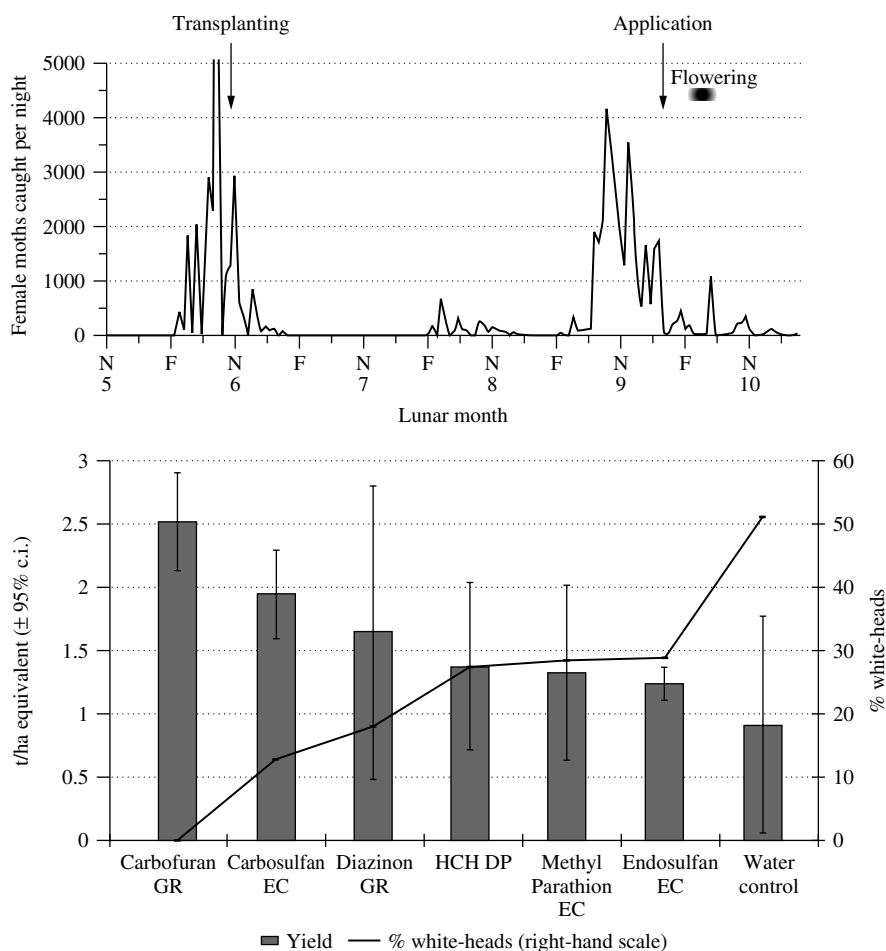 Transplanting Application
Flowering
Female moths caught per night
5000
4000
3000
2000
1000
0
N F N F N F N F N F N
5 6 7 8 9 10
Lunar month
t/ha equivalent (± 95% c.i.)
3
2.5
2
1.5
1
0.5
0
60
50
40
30
20
10
0
% white-heads
Carbofuran Carbosulfan Diazinon HCH DP Methyl Endosulfan Water
GR EC GR Parathion EC control
EC
Yield % white-heads (right-hand scale)